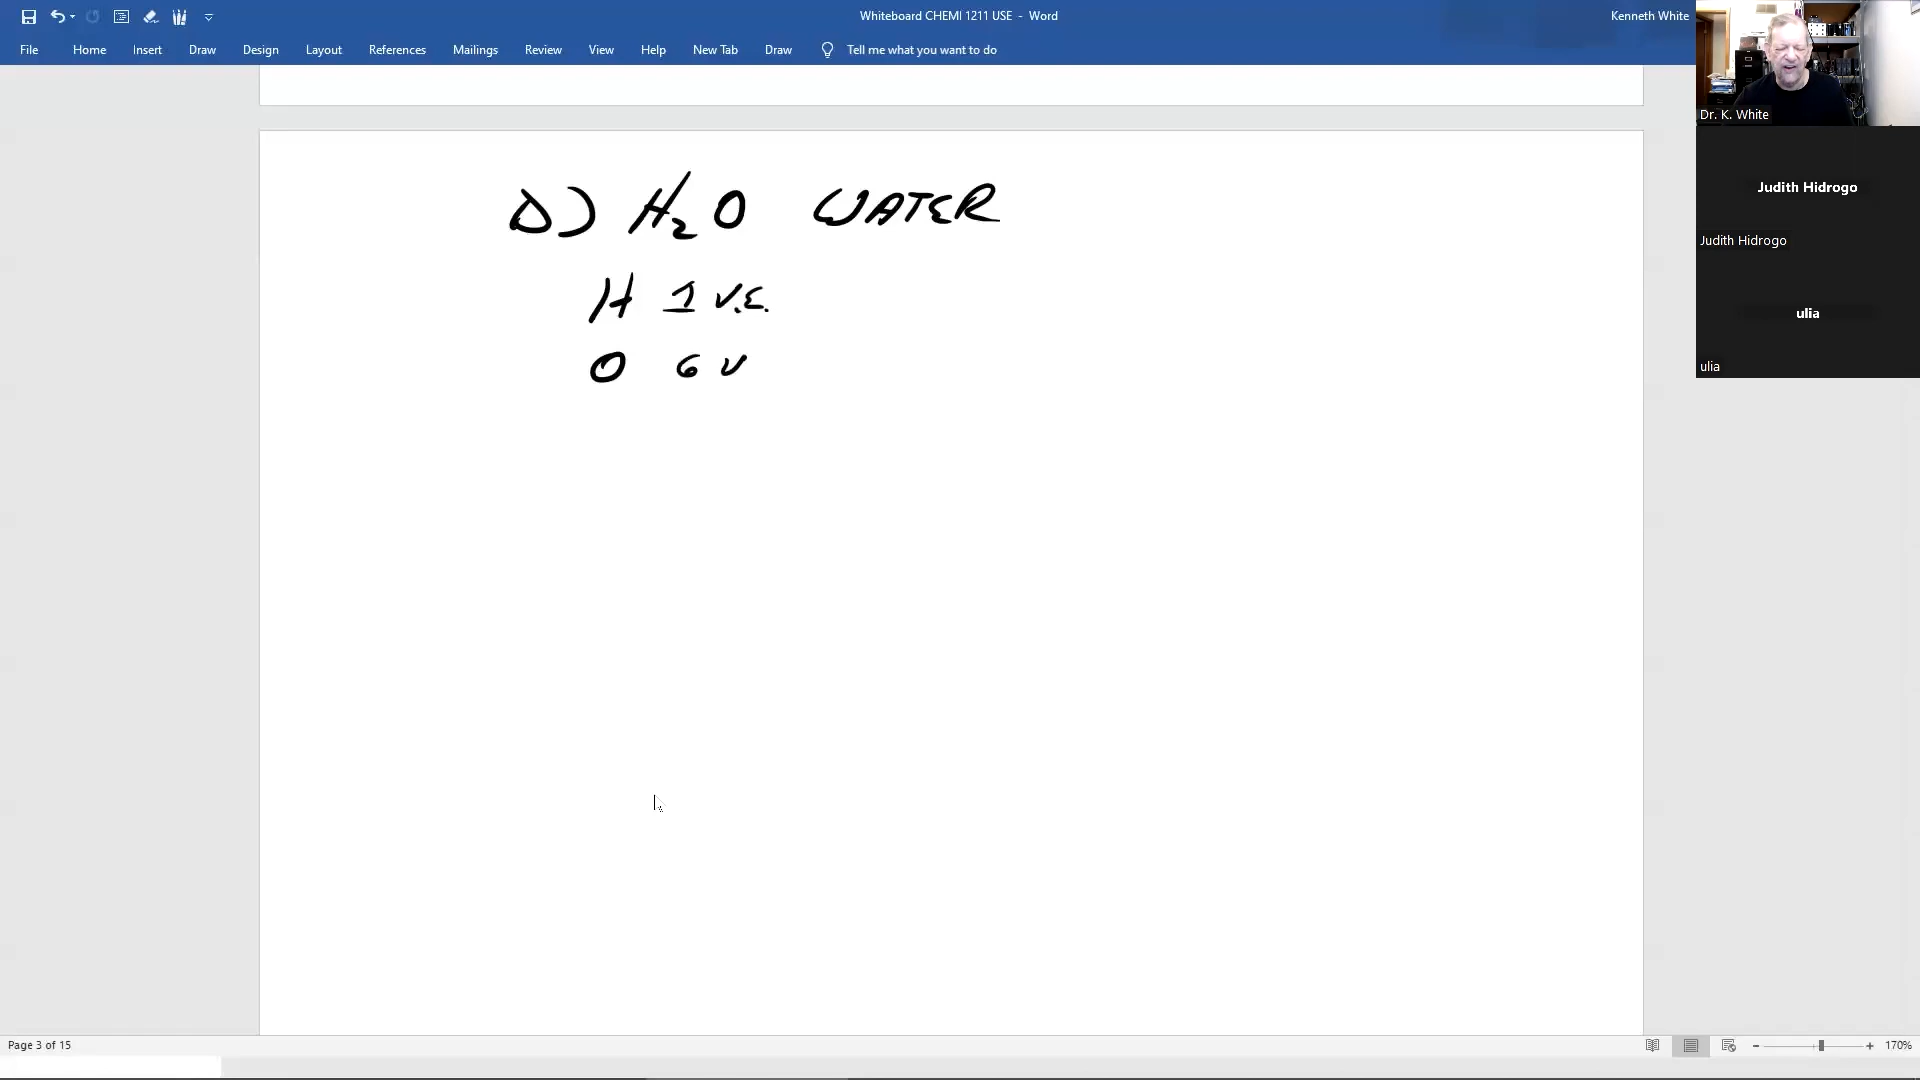 Whiteboard CHEMI 1211 USE - Word
Kenneth White
File Home Insert Draw Design Layout References Mailings Review View Help New Tab Draw Tell me what you want to do
Dr. K. White
Judith Hidrogo
Judith Hidrogo
ulia
ulia
D) H₂O WATER
H 1 V.E.
O 6 V
Page 3 of 15
170%